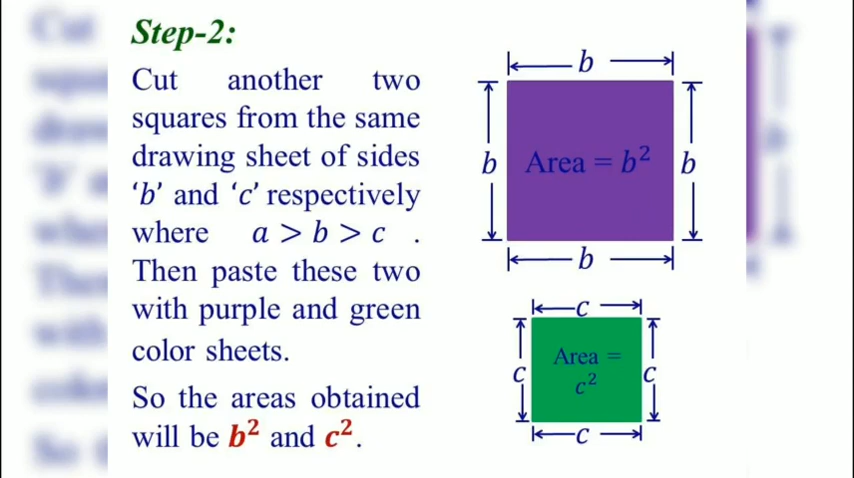 Step-2:
Cut another two
squares from the same
drawing sheet of sides
‘b’ and ‘c’ respectively
where a > b > c .
Then paste these two
with purple and green
color sheets.
So the areas obtained
will be b² and c².
b
b
Area = b²
b
b
c
c
Area =
c²
c
c